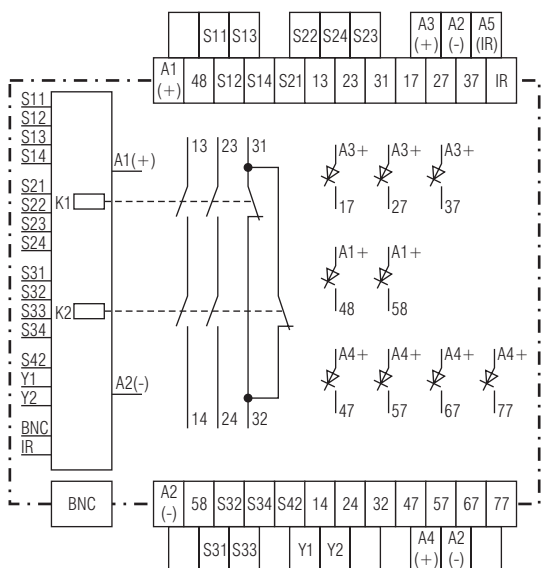 S11 S13 S22 S24 S23 A3 (+) A2 (-) A5 (IR)
A1 (+) 48 S12 S14 S21 13 23 31 17 27 37 IR
S11
S12
S13
S14
A1(+)
S21
K1
S22
S23
S24
S31
S32
K2
S33
S34
S42
Y1
A2(-)
Y2
BNC
IR
13 23 31
14 24 32
A3+ A3+ A3+
17 27 37
A1+ A1+
48 58
A4+ A4+ A4+ A4+
47 57 67 77
BNC
A2 (-) 58 S32 S34 S42 14 24 32 47 57 67 77
S31 S33 Y1 Y2 A4 (+) A2 (-)